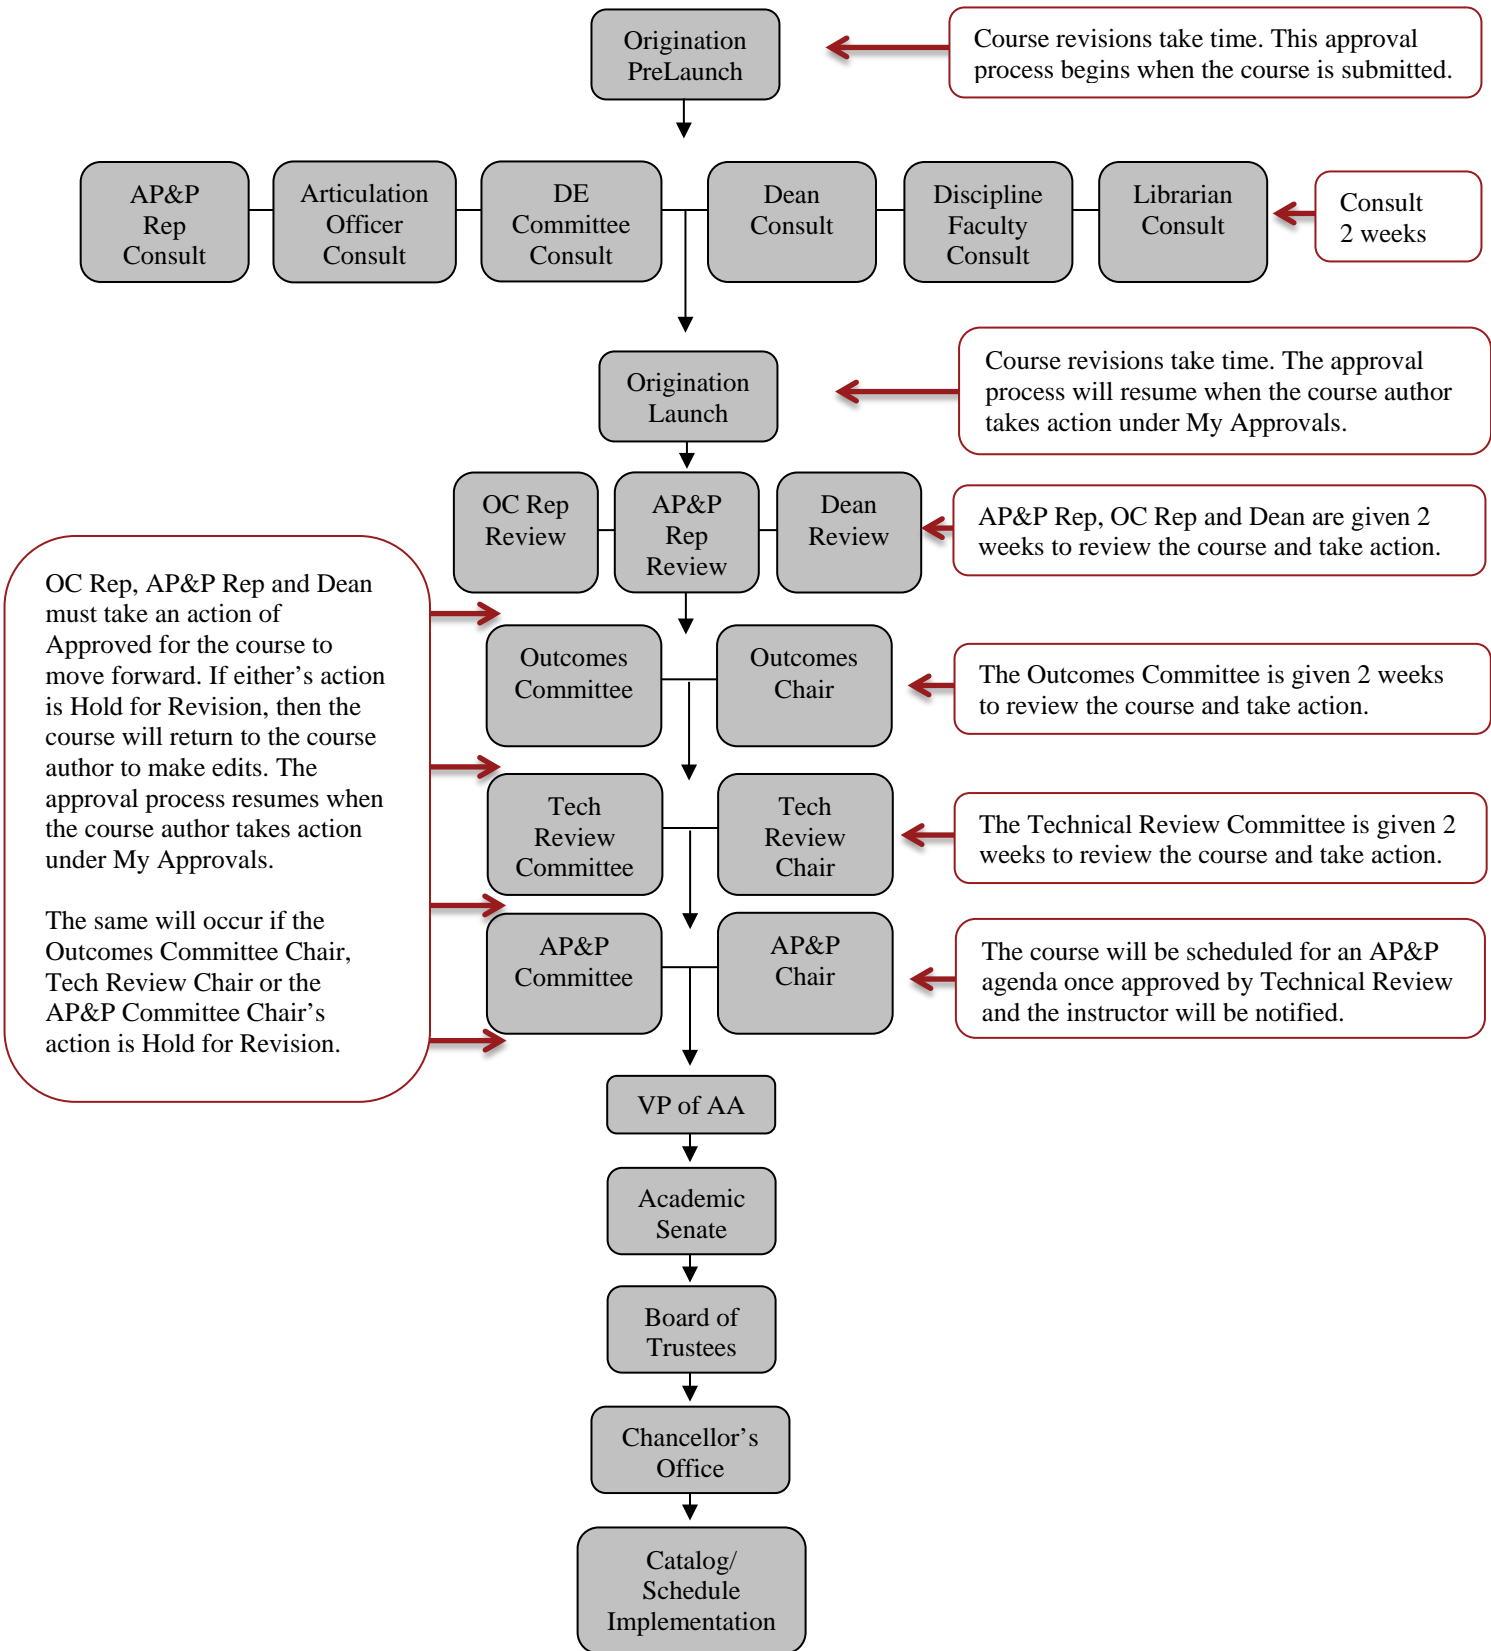 Origination
PreLaunch
Course revisions take time. This approval
process begins when the course is submitted.
AP&P
Rep
Consult
Articulation
Officer
Consult
DE
Committee
Consult
Dean
Consult
Discipline
Faculty
Consult
Librarian
Consult
Consult
2 weeks
Origination
Launch
Course revisions take time. The approval
process will resume when the course author
takes action under My Approvals.
OC Rep
Review
AP&P
Rep
Review
Dean
Review
AP&P Rep, OC Rep and Dean are given 2
weeks to review the course and take action.
OC Rep, AP&P Rep and Dean
must take an action of
Approved for the course to
move forward. If either’s action
is Hold for Revision, then the
course will return to the course
author to make edits. The
approval process resumes when
the course author takes action
under My Approvals.
The same will occur if the
Outcomes Committee Chair,
Tech Review Chair or the
AP&P Committee Chair’s
action is Hold for Revision.
Outcomes
Committee
Outcomes
Chair
The Outcomes Committee is given 2 weeks
to review the course and take action.
Tech
Review
Committee
Tech
Review
Chair
The Technical Review Committee is given 2
weeks to review the course and take action.
AP&P
Committee
AP&P
Chair
The course will be scheduled for an AP&P
agenda once approved by Technical Review
and the instructor will be notified.
VP of AA
Academic
Senate
Board of
Trustees
Chancellor’s
Office
Catalog/
Schedule
Implementation